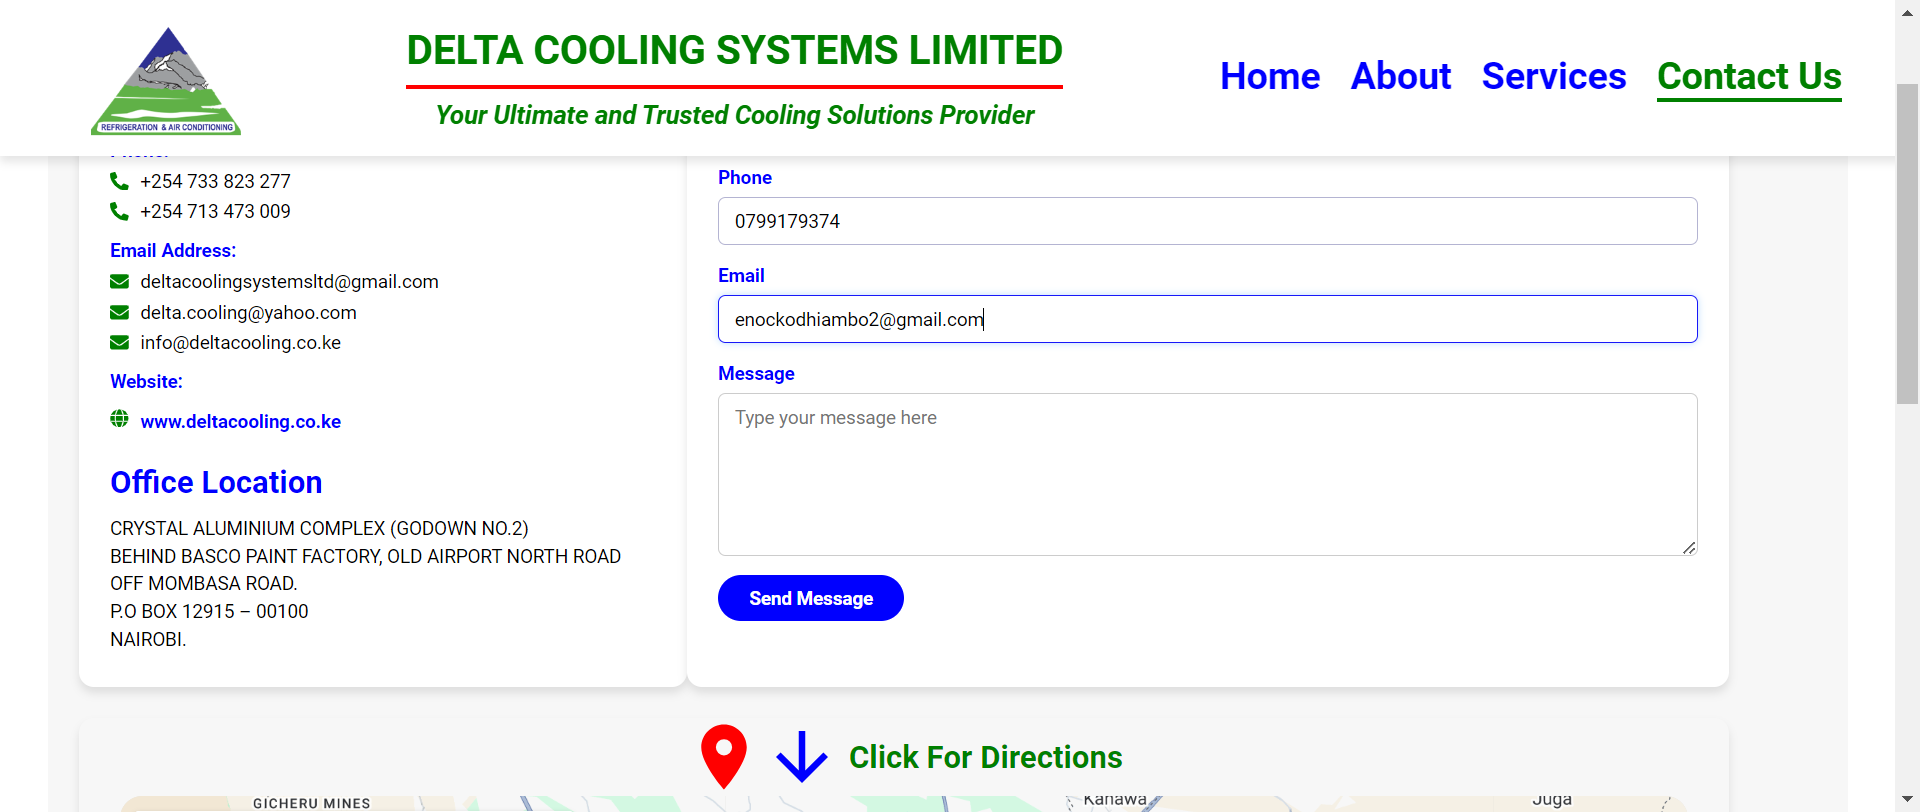 REFRIGERATION & AIR CONDITIONING
DELTA COOLING SYSTEMS LIMITED
Your Ultimate and Trusted Cooling Solutions Provider
Home About Services Contact Us
+254 733 823 277
+254 713 473 009
Email Address:
deltacoolingsystemsltd@gmail.com
delta.cooling@yahoo.com
info@deltacooling.co.ke
Website:
www.deltacooling.co.ke
Office Location
CRYSTAL ALUMINIUM COMPLEX (GODOWN NO.2)
BEHIND BASCO PAINT FACTORY, OLD AIRPORT NORTH ROAD
OFF MOMBASA ROAD.
P.O BOX 12915 – 00100
NAIROBI.
Phone
0799179374
Email
enockodhiambo2@gmail.com
Message
Type your message here
Send Message
Click For Directions
GICHERU MINES
Kanawa
Juga